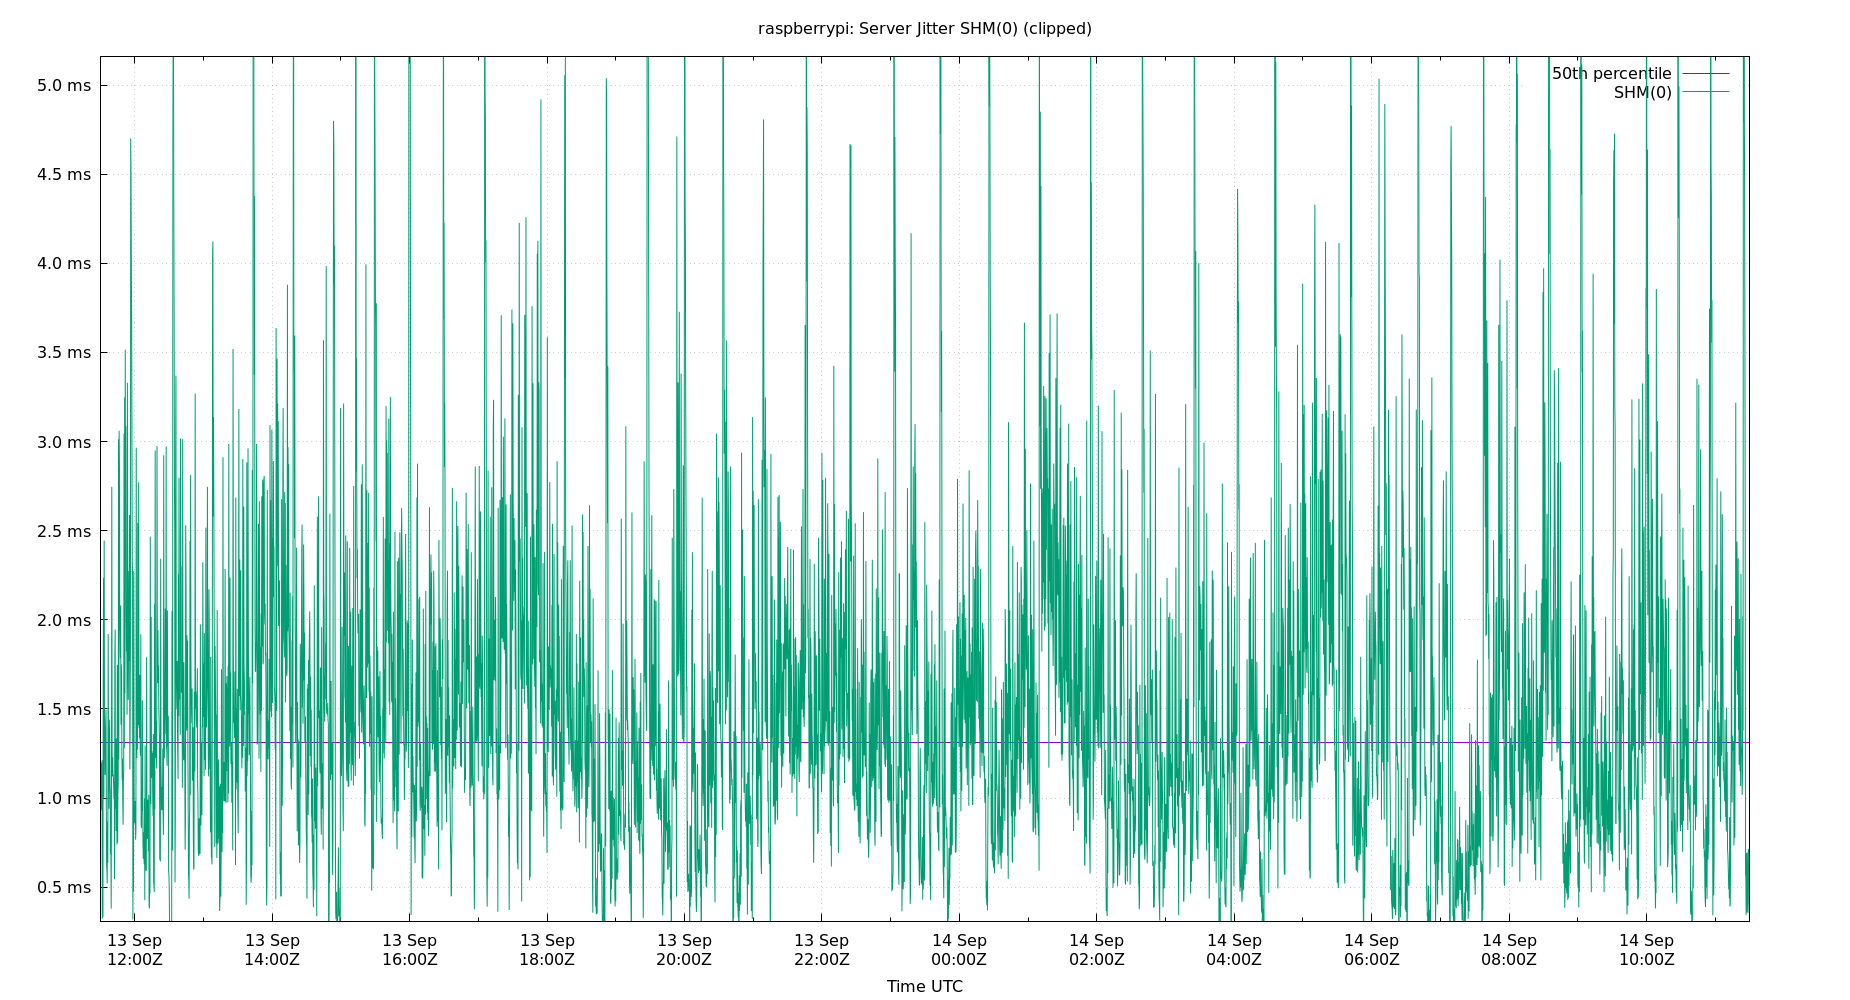 raspberrypi: Server Jitter SHM(0) (clipped)
50th percentile
SHM(0)
5.0 ms
4.5 ms
4.0 ms
3.5 ms
3.0 ms
2.5 ms
2.0 ms
1.5 ms
1.0 ms
0.5 ms
13 Sep 13 Sep 13 Sep 13 Sep 13 Sep 13 Sep 14 Sep 14 Sep 14 Sep 14 Sep 14 Sep 14 Sep
12:00Z 14:00Z 16:00Z 18:00Z 20:00Z 22:00Z 00:00Z 02:00Z 04:00Z 06:00Z 08:00Z 10:00Z
Time UTC